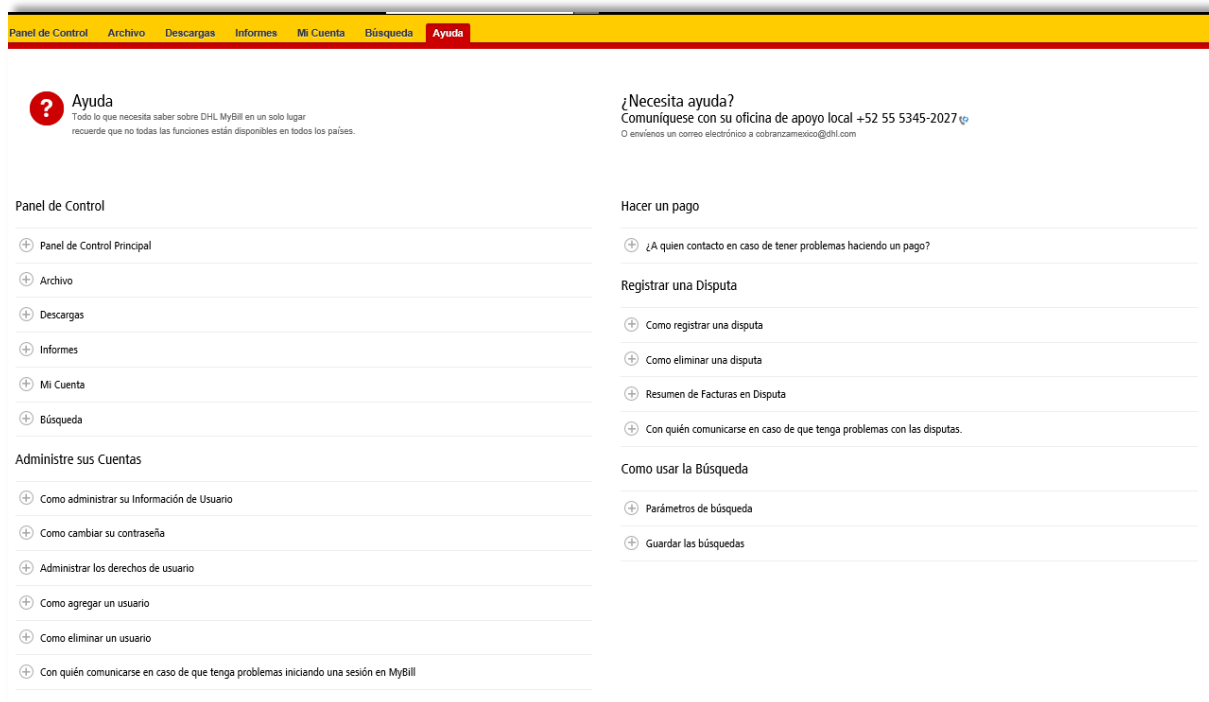 Panel de Control Archivo Descargas Informes Mi Cuenta Búsqueda Ayuda
?
Ayuda
Todo lo que necesita saber sobre DHL MyBill en un solo lugar
recuerde que no todas las funciones están disponibles en todos los países.
¿Necesita ayuda?
Comuníquese con su oficina de apoyo local +52 55 5345-2027
O envíenos un correo electrónico a cobranzamexico@dhl.com
Panel de Control
Panel de Control Principal
Archivo
Descargas
Informes
Mi Cuenta
Búsqueda
Administre sus Cuentas
Como administrar su Información de Usuario
Como cambiar su contraseña
Administrar los derechos de usuario
Como agregar un usuario
Como eliminar un usuario
Con quién comunicarse en caso de que tenga problemas iniciando una sesión en MyBill
Hacer un pago
¿A quien contacto en caso de tener problemas haciendo un pago?
Registrar una Disputa
Como registrar una disputa
Como eliminar una disputa
Resumen de Facturas en Disputa
Con quién comunicarse en caso de que tenga problemas con las disputas.
Como usar la Búsqueda
Parámetros de búsqueda
Guardar las búsquedas